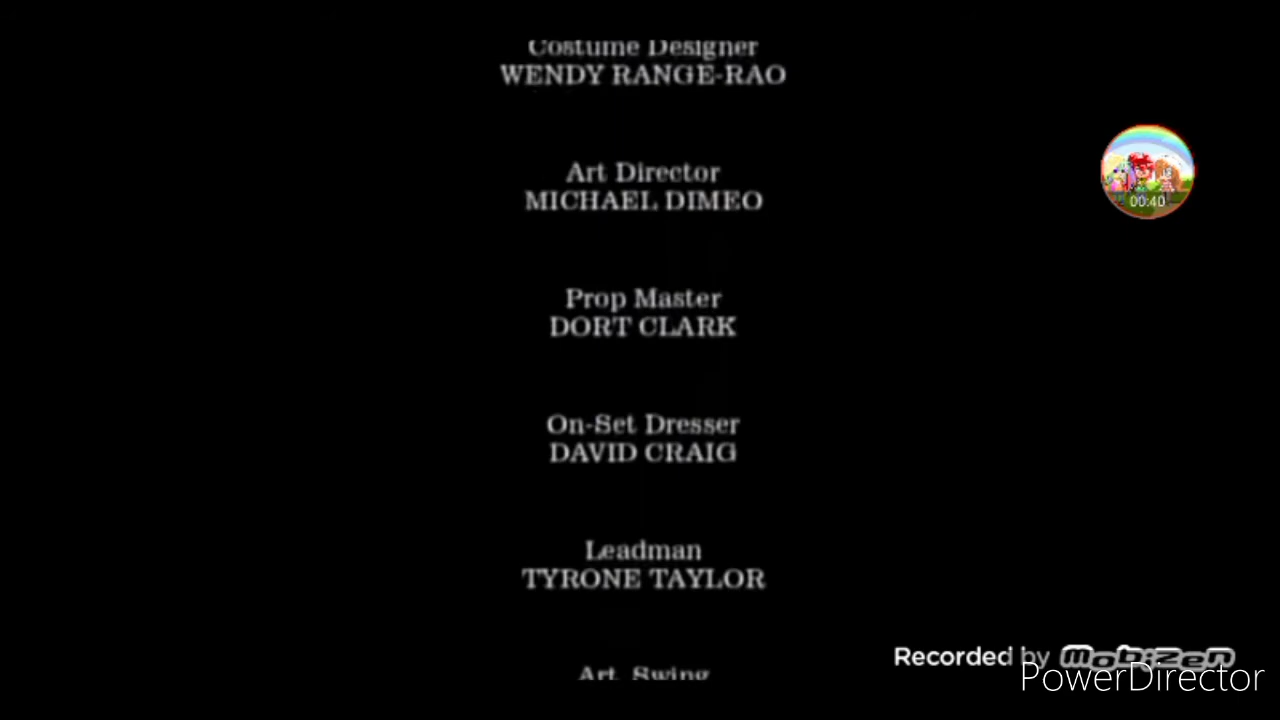 Costume Designer
WENDY RANGE-RAO
Art Director
MICHAEL DIMEO
Prop Master
DORT CLARK
On-Set Dresser
DAVID CRAIG
Leadman
TYRONE TAYLOR
Art Swing
00:40
Recorded by Mobizen
PowerDirector